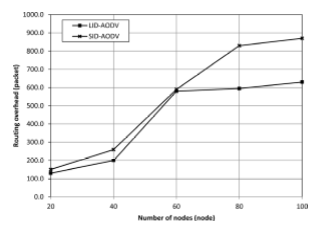 1000.0
900.0
800.0
700.0
600.0
500.0
400.0
300.0
200.0
100.0
0.0
Routing overhead (packet)
LID-AODV
SID-AODV
20 40 60 80 100
Number of nodes (node)